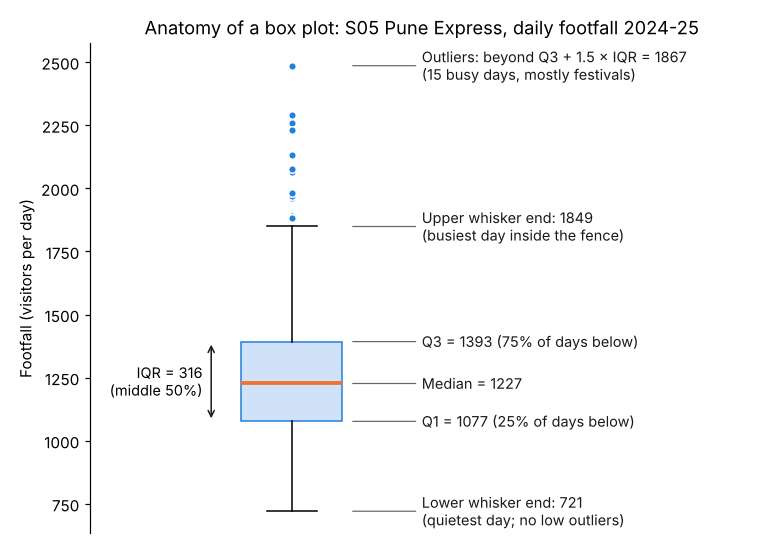 Anatomy of a box plot: S05 Pune Express, daily footfall 2024-25
Outliers: beyond Q3 + 1.5 × IQR = 1867
(15 busy days, mostly festivals)
2500
2250
2000
Upper whisker end: 1849
(busiest day inside the fence)
1750
1500
Q3 = 1393 (75% of days below)
IQR = 316
(middle 50%)
1250
Median = 1227
Q1 = 1077 (25% of days below)
1000
750
Lower whisker end: 721
(quietest day; no low outliers)
Footfall (visitors per day)